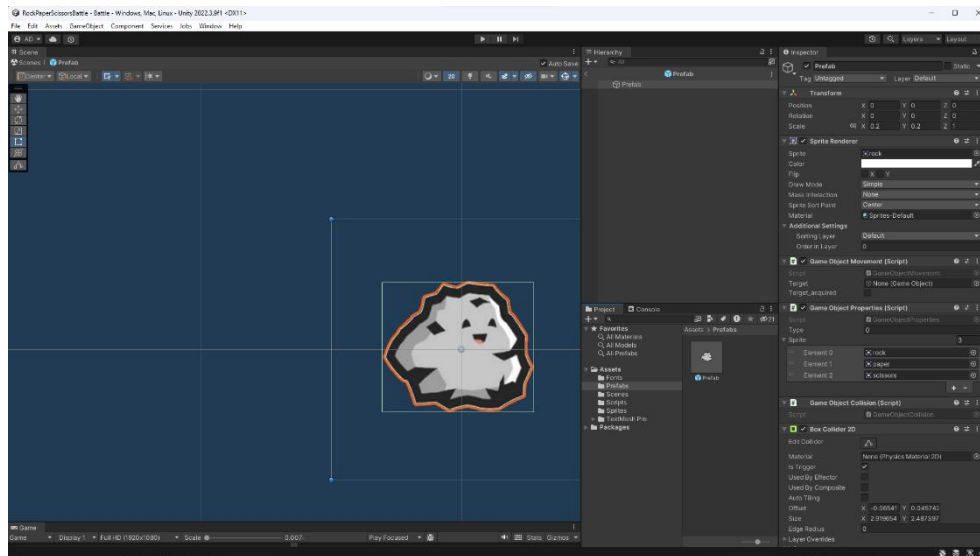 RockPaperScissorsBattle - Battle - Windows, Mac, Linux - Unity 2022.3.9f1 <DX11>
File Edit Assets GameObject Component Services Jobs Window Help
AD
Layers
Layout
Scene
Scenes
Prefab
Auto Save
Center
Local
2D
Hierarchy
All
Prefab
Prefab
Project
Console
21
Favorites
All Materials
All Models
All Prefabs
Assets
Fonts
Prefabs
Scenes
Scripts
Sprites
TextMesh Pro
Packages
Assets > Prefabs
Prefab
Inspector
Prefab
Static
Tag Untagged Layer Default
Transform
Position X 0 Y 0 Z 0
Rotation X 0 Y 0 Z 0
Scale X 0.2 Y 0.2 Z 1
Sprite Renderer
Sprite rock
Color
Flip X Y
Draw Mode Simple
Mask Interaction None
Sprite Sort Point Center
Material Sprites-Default
Additional Settings
Sorting Layer Default
Order in Layer 0
Game Object Movement (Script)
Script GameObjectMovement
Target None (Game Object)
Target_acquired
Game Object Properties (Script)
Script GameObjectProperties
Type 0
Sprite 3
Element 0 rock
Element 1 paper
Element 2 scissors
Game Object Collision (Script)
Script GameObjectCollision
Box Collider 2D
Edit Collider
Material None (Physics Material 2D)
Is Trigger
Used By Effector
Used By Composite
Auto Tiling
Offset
Size X 2.919654 Y 2.487597
Edge Radius 0
Layer Overrides
Game
Game Display 1 Full HD (1920x1080) Scale Play Focused Stats Gizmos